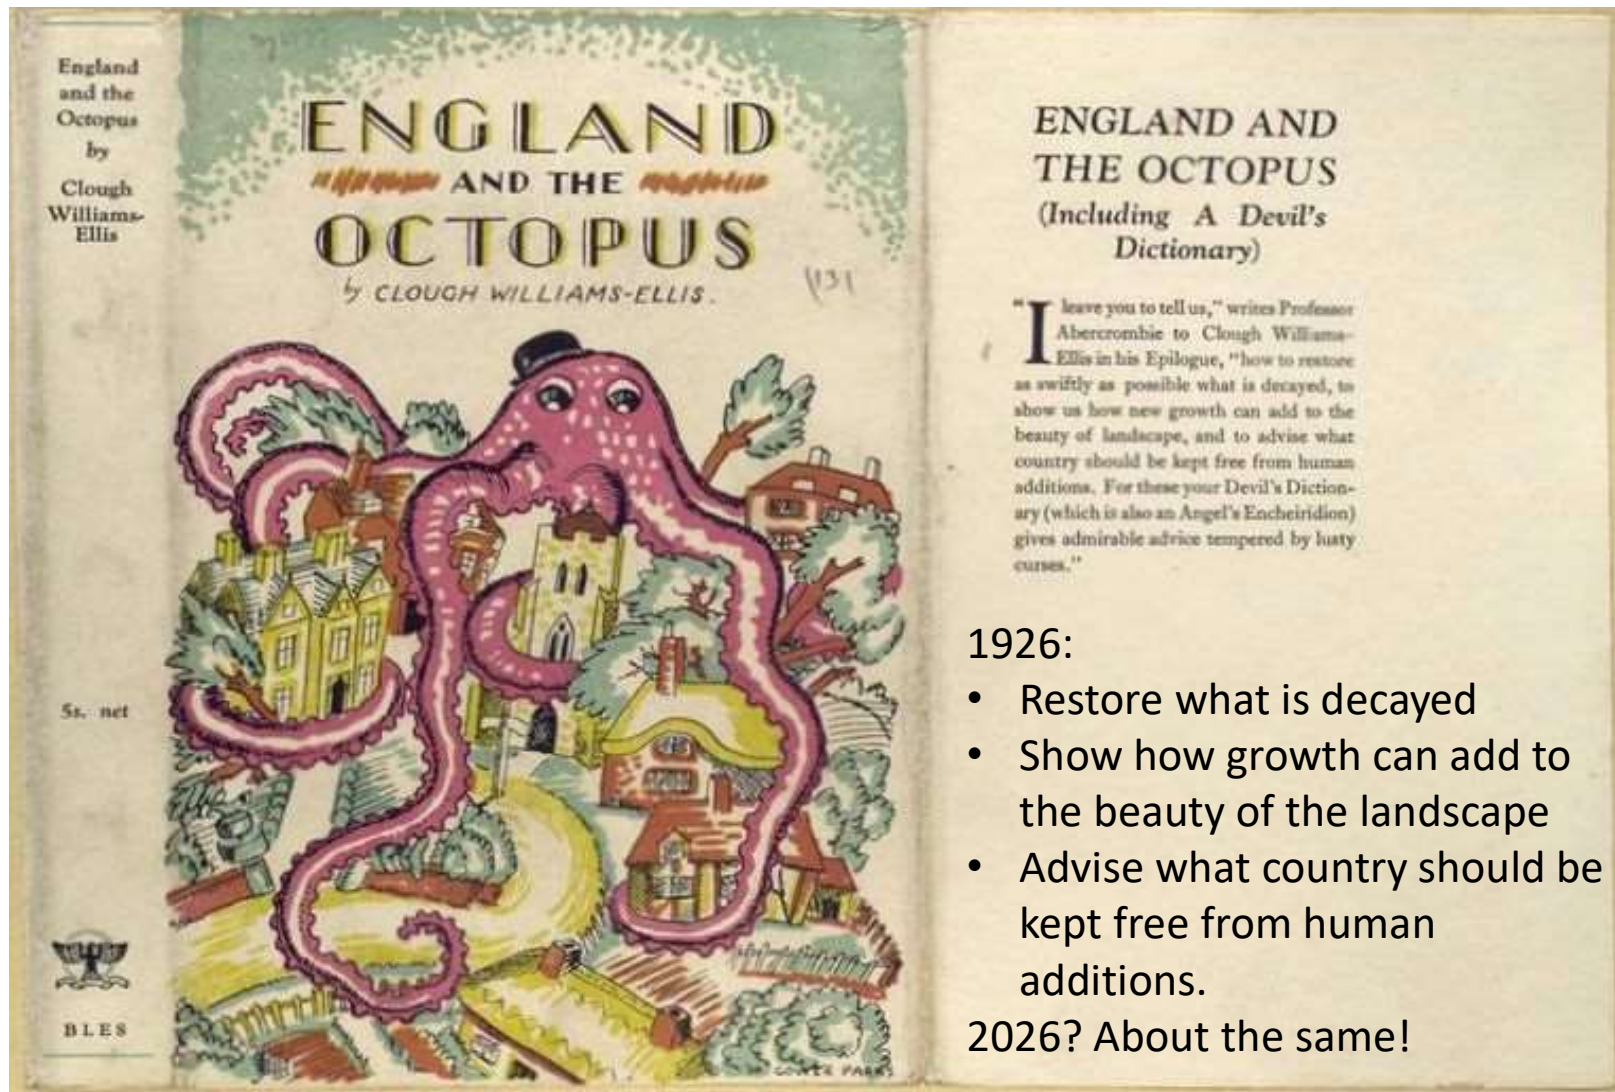 England
and the
Octopus
by
Clough
Williams-
Ellis
5s. net
BLES
ENGLAND
AND THE
OCTOPUS
by CLOUGH WILLIAMS-ELLIS.
ENGLAND AND
THE OCTOPUS
(Including A Devil's
Dictionary)
"I leave you to tell us," writes Professor
Abercrombie to Clough Williams-
Ellis in his Epilogue, "how to restore
as swiftly as possible what is decayed, to
show us how new growth can add to the
beauty of landscape, and to advise what
country should be kept free from human
additions. For these your Devil's Diction-
ary (which is also an Angel's Encheiridion)
gives admirable advice tempered by lusty
curses."
1926:
• Restore what is decayed
• Show how growth can add to
the beauty of the landscape
• Advise what country should be
kept free from human
additions.
2026? About the same!